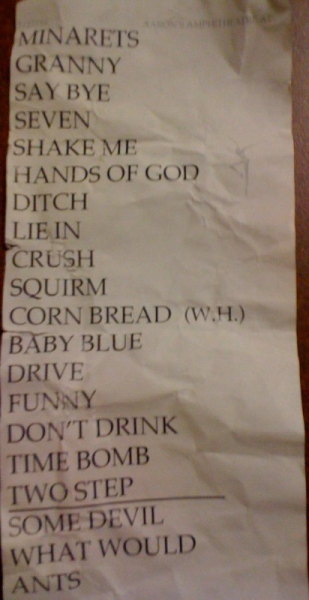 MINARETS
GRANNY
SAY BYE
SEVEN
SHAKE ME
HANDS OF GOD
DITCH
LIE IN
CRUSH
SQUIRM
CORN BREAD (W.H.)
BABY BLUE
DRIVE
FUNNY
DON'T DRINK
TIME BOMB
TWO STEP
SOME DEVIL
WHAT WOULD
ANTS